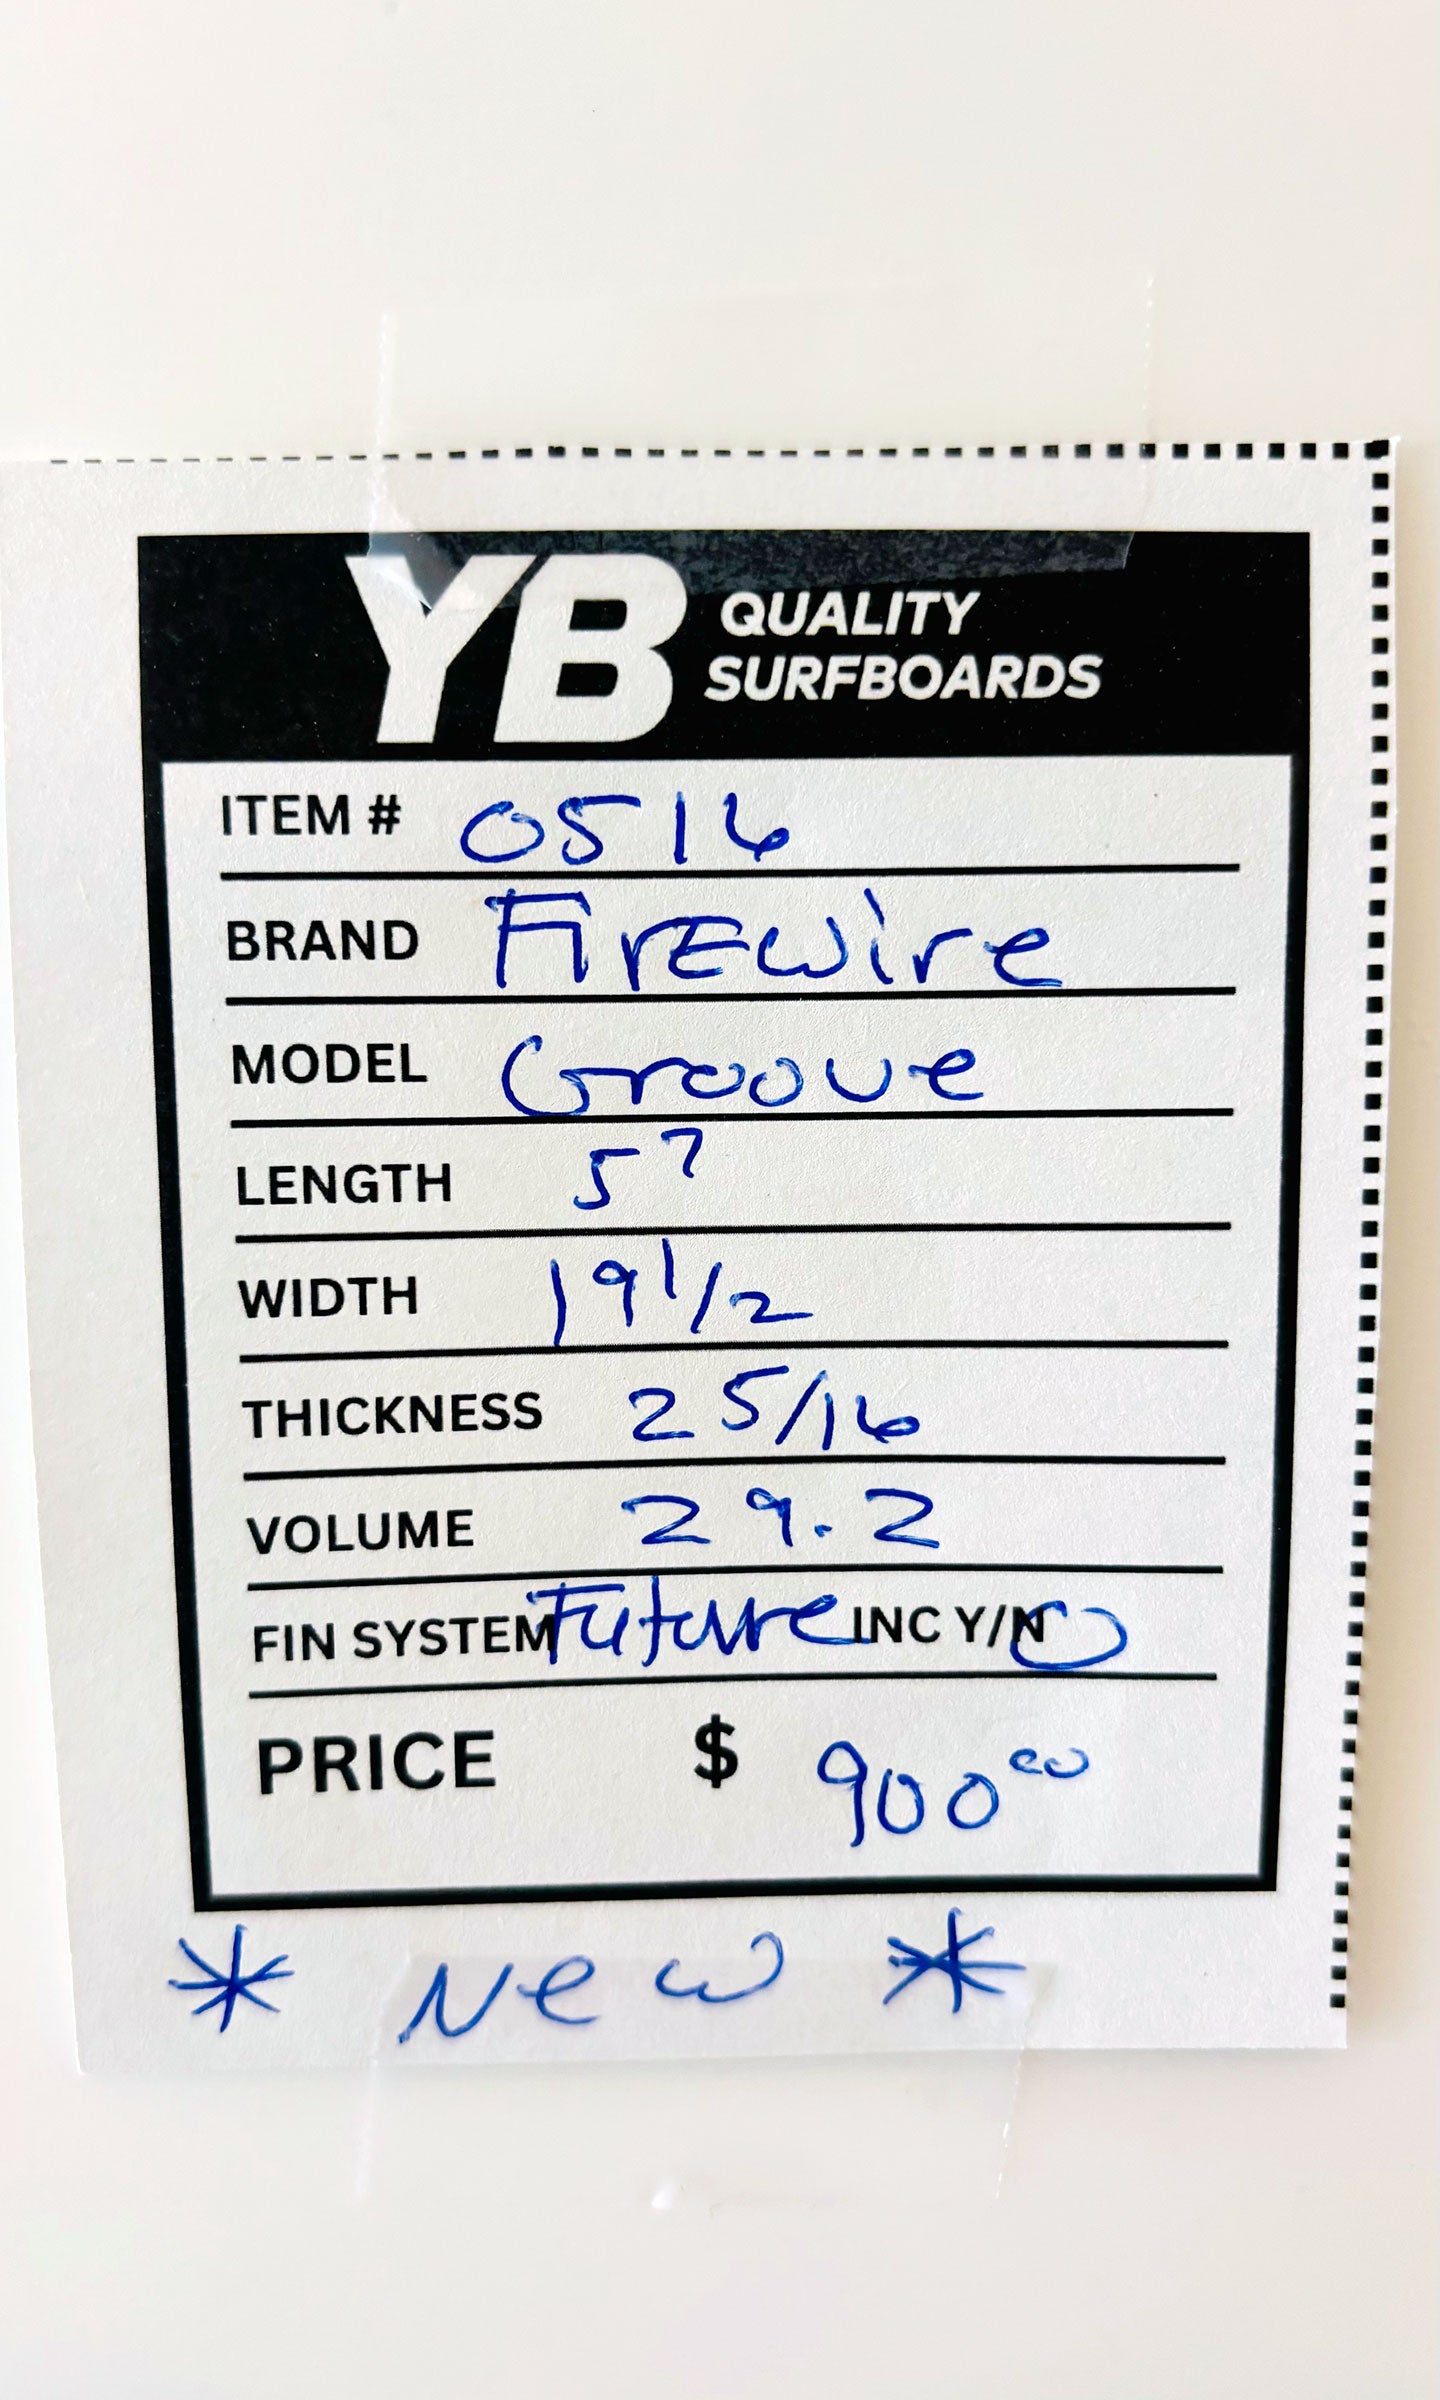 YB QUALITY
SURFBOARDS
ITEM # 0516
BRAND FirEwire
MODEL Groove
LENGTH 5 7
WIDTH 19 1/2
THICKNESS 2 5/16
VOLUME 29.2
FIN SYSTEM Future INC Y/N
PRICE $ 900 00
* New *